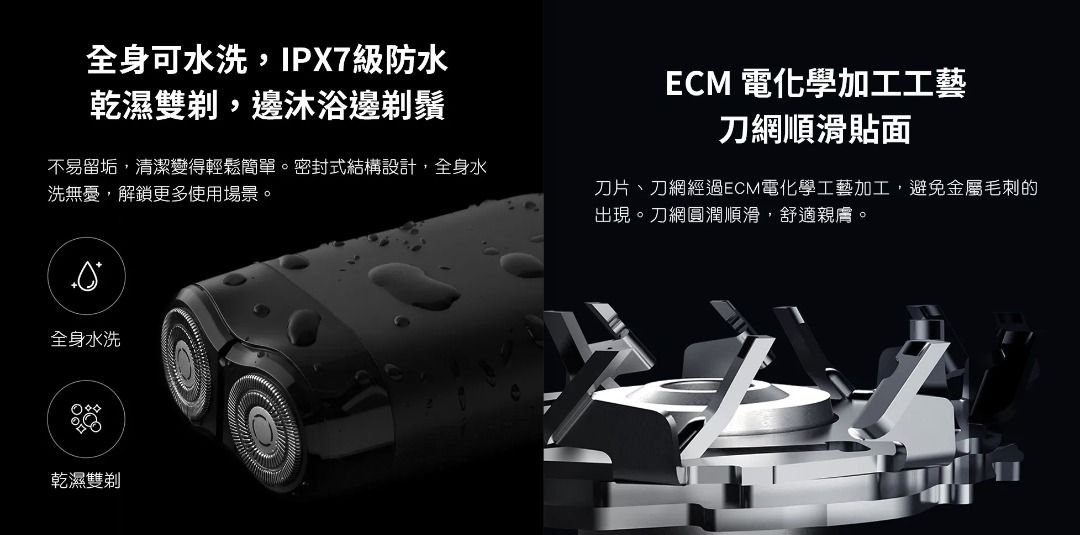 全身可水洗，IPX7級防水
乾濕雙剃，邊沐浴邊剃鬚
不易留垢，清潔變得輕鬆簡單。密封式結構設計，全身水
洗無憂，解鎖更多使用場景。
全身水洗
乾濕雙剃
ECM 電化學加工工藝
刀網順滑貼面
刀片、刀網經過ECM電化學工藝加工，避免金屬毛刺的
出現。刀網圓潤順滑，舒適親膚。